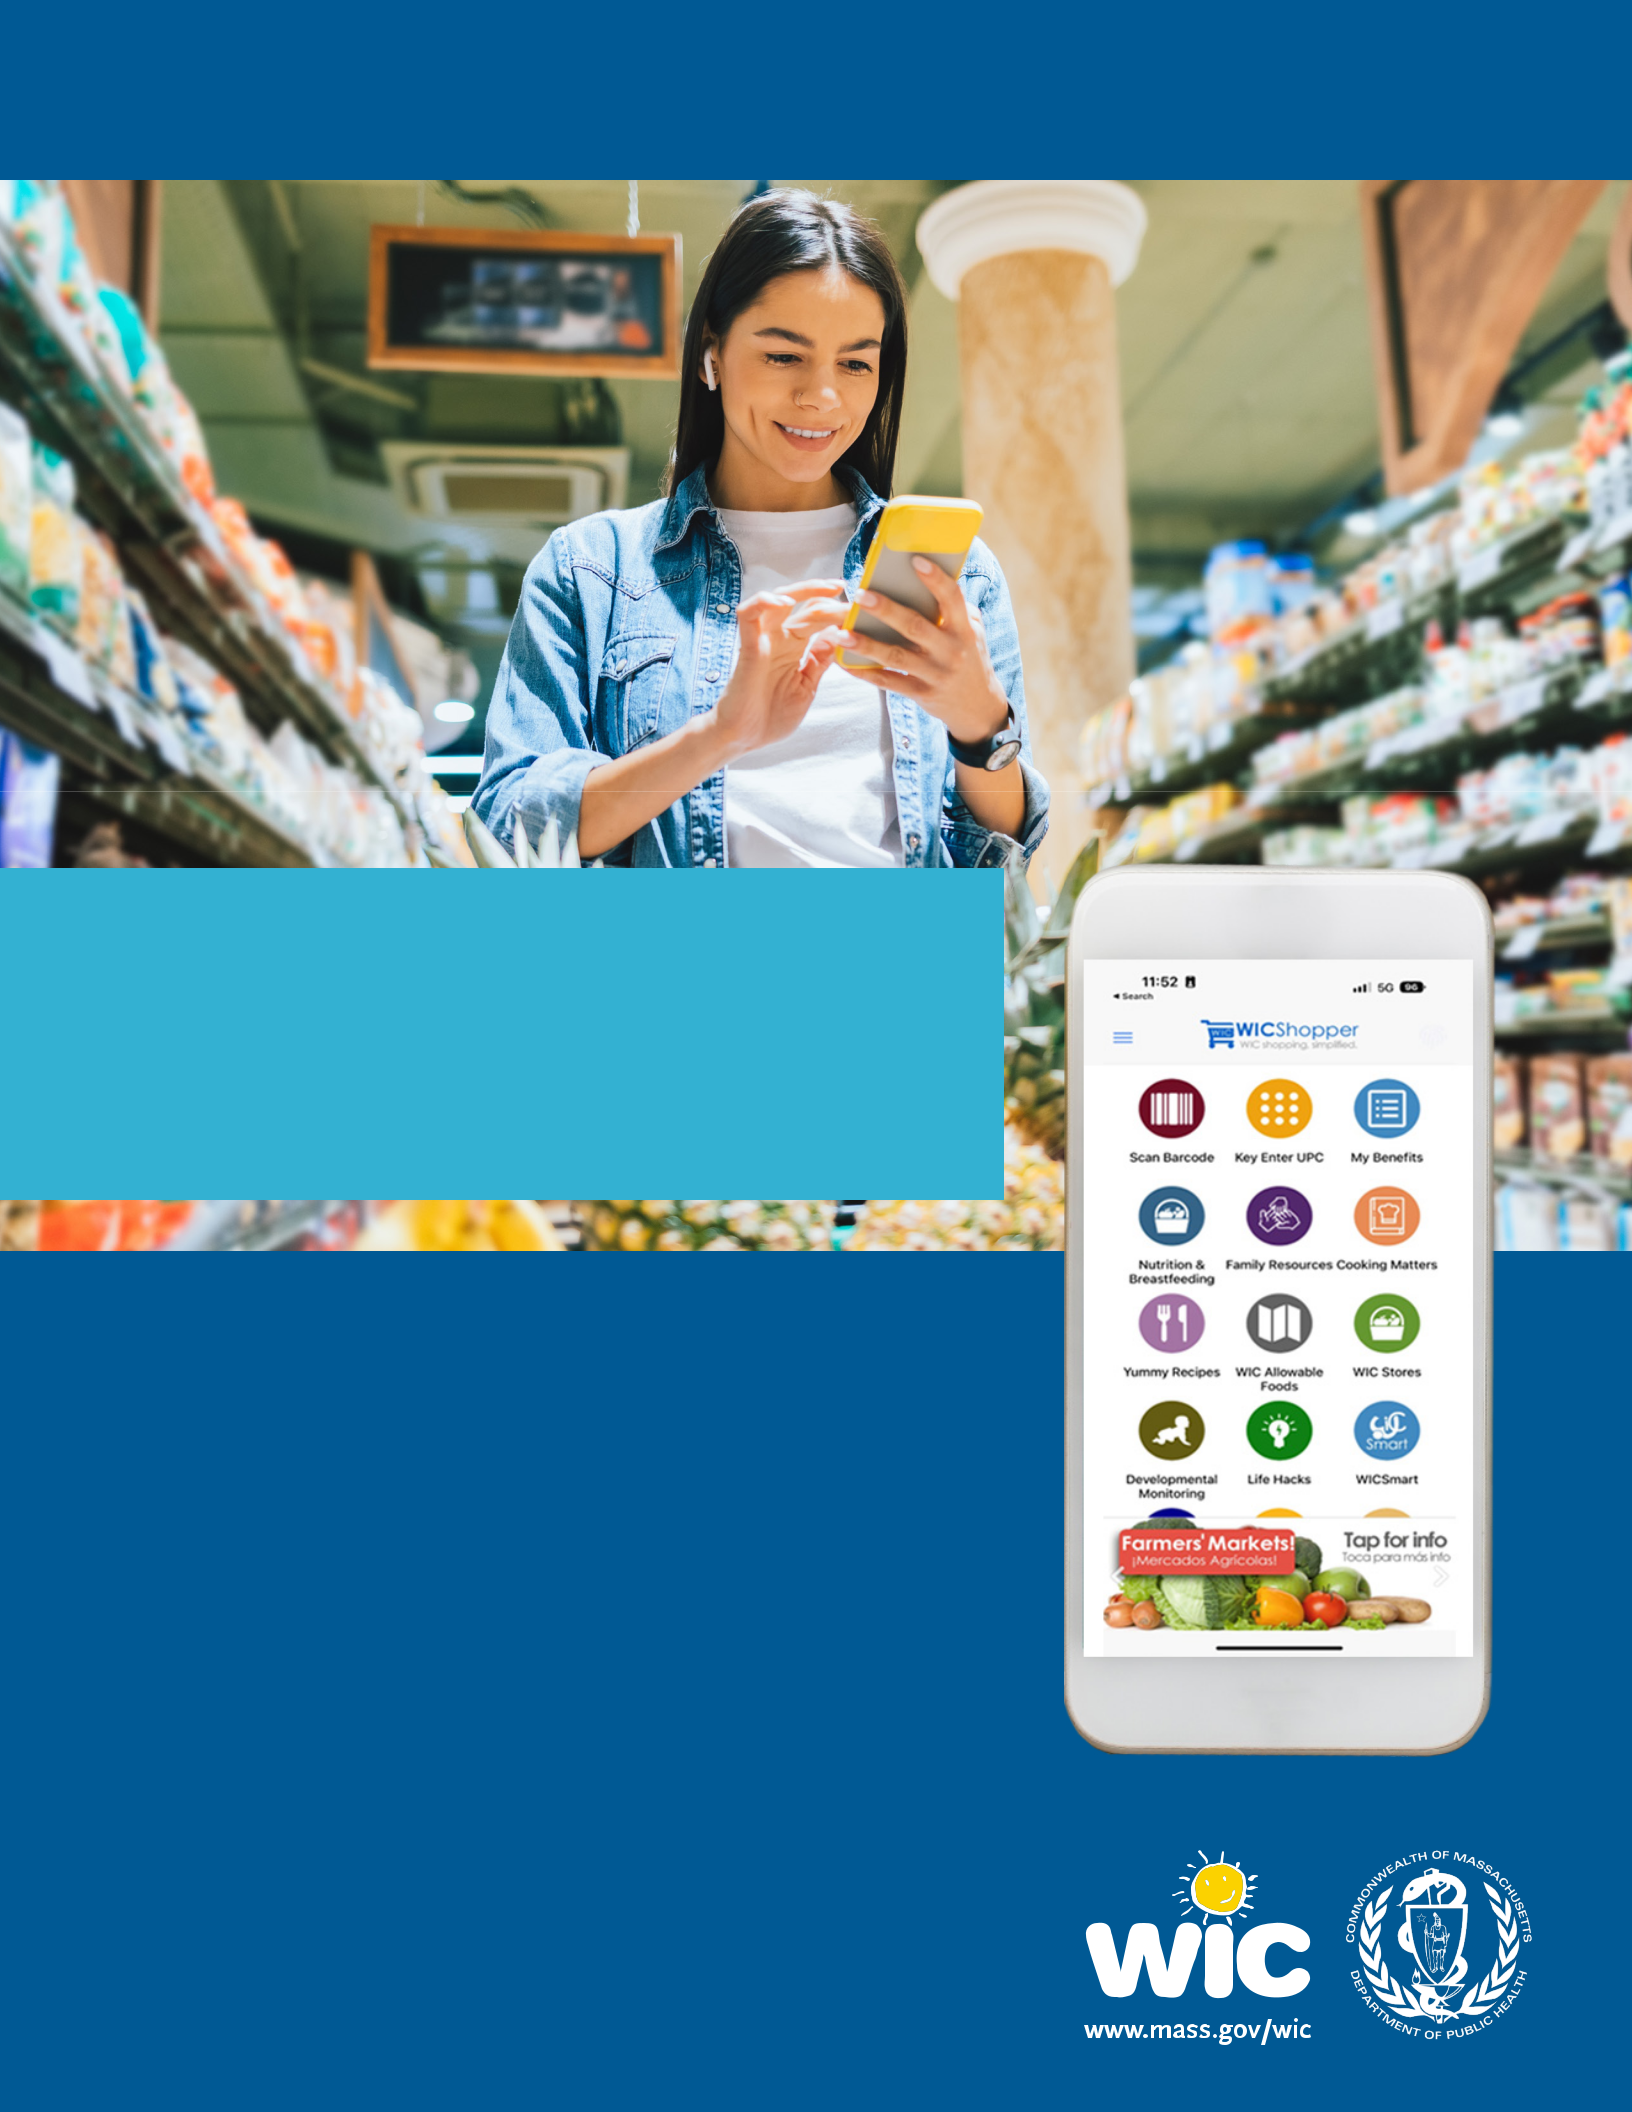 11:52
Search
5G 96
WIC
WICShopper
WIC shopping, simplified.
Scan Barcode
Key Enter UPC
My Benefits
Nutrition &
Breastfeeding
Family Resources
Cooking Matters
Yummy Recipes
WIC Allowable
Foods
WIC Stores
WIC
Smart
Developmental
Monitoring
Life Hacks
WICSmart
Farmers' Markets!
¡Mercados Agrícolas!
Tap for info
Toca para más info
WIC
www.mass.gov/wic
COMMONWEALTH OF MASSACHUSETTS
DEPARTMENT OF PUBLIC HEALTH